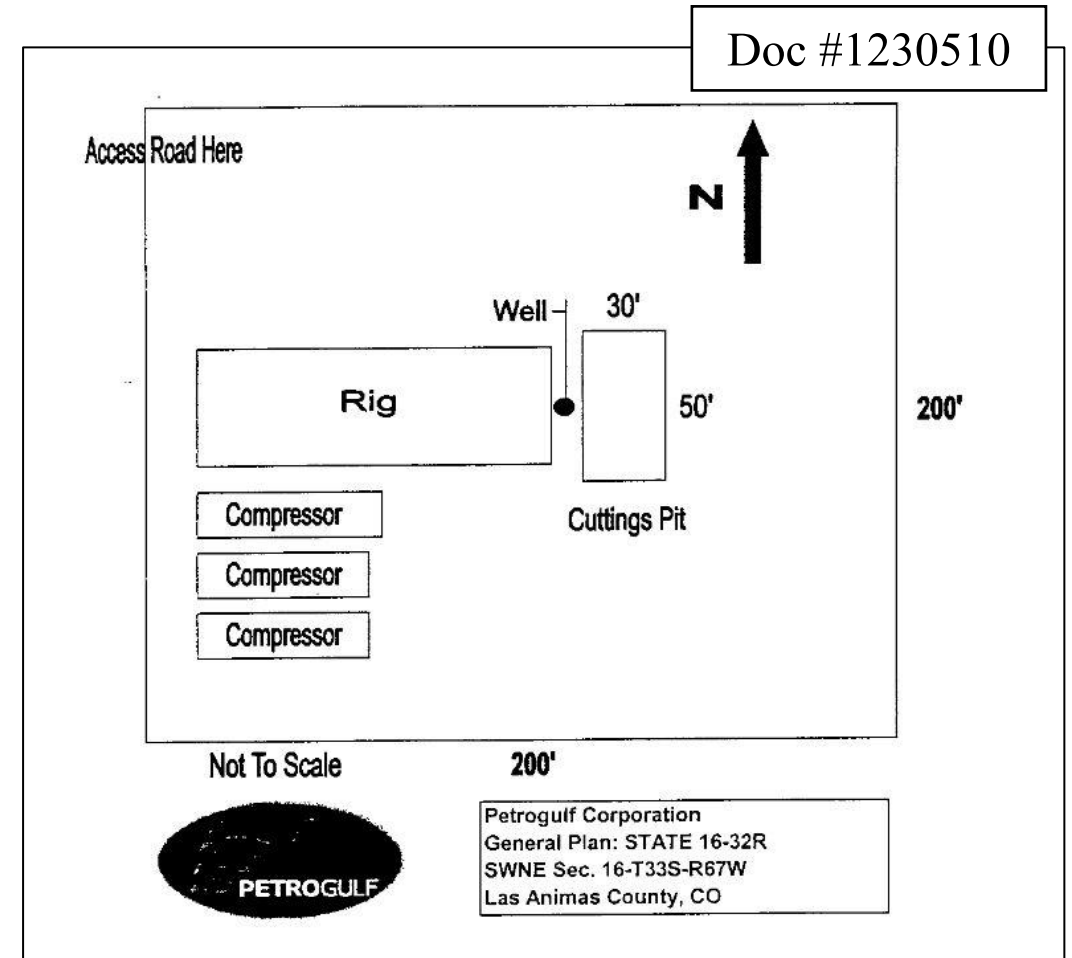 Doc #1230510
Access Road Here
N
Well
30'
Rig
50'
200'
Compressor
Cuttings Pit
Compressor
Compressor
Not To Scale
200'
PETROGULF
Petrogulf Corporation
General Plan: STATE 16-32R
SWNE Sec. 16-T33S-R67W
Las Animas County, CO